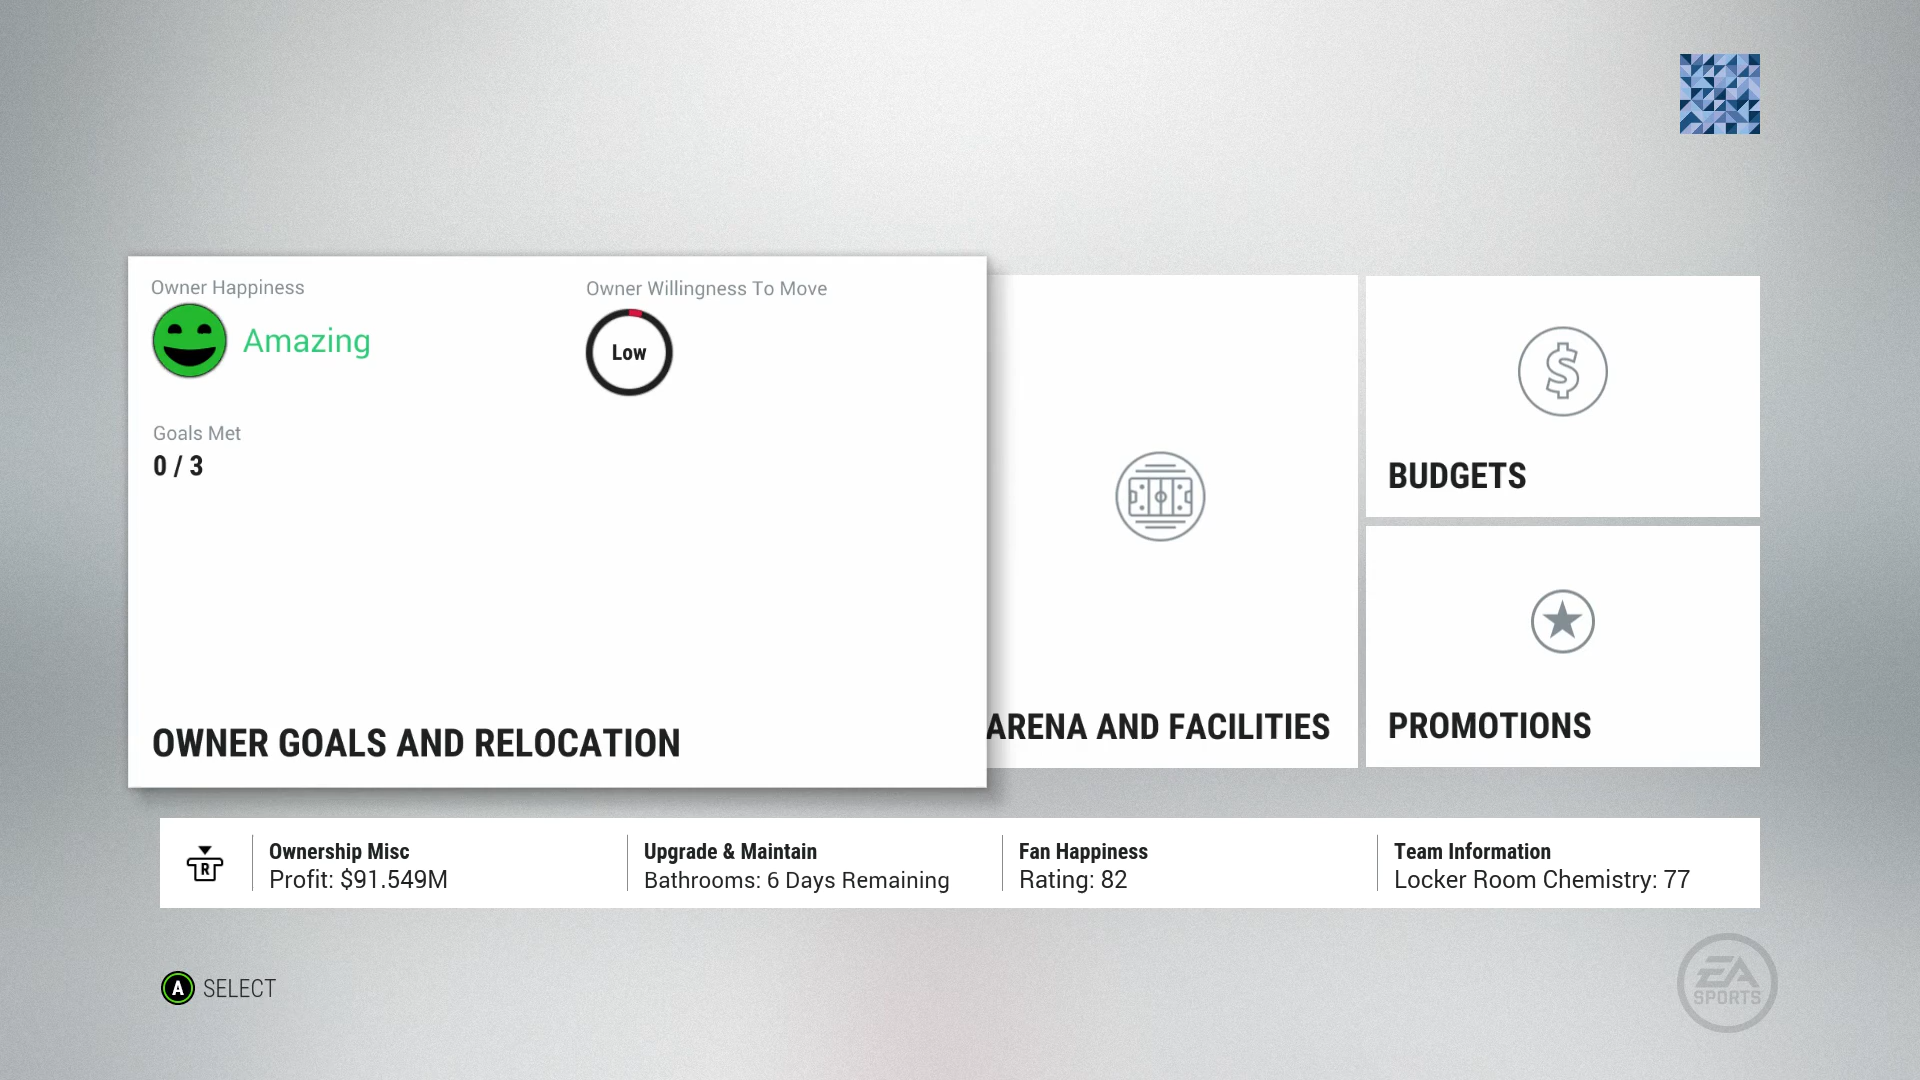 Owner Happiness
Amazing
Owner Willingness To Move
Low
Goals Met
0 / 3
OWNER GOALS AND RELOCATION
ARENA AND FACILITIES
$
BUDGETS
PROMOTIONS
R
Ownership Misc
Profit: $91.549M
Upgrade & Maintain
Bathrooms: 6 Days Remaining
Fan Happiness
Rating: 82
Team Information
Locker Room Chemistry: 77
A SELECT
EA
SPORTS